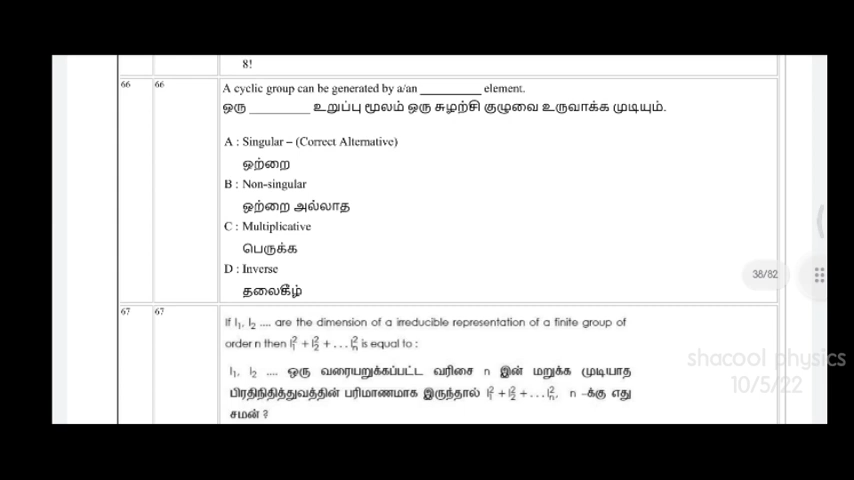 8!
66 66 A cyclic group can be generated by a/an __________ element.
ஒரு __________ உறுப்பு மூலம் ஒரு சுழற்சி குழுவை உருவாக்க முடியும்.
A : Singular – (Correct Alternative)
ஒற்றை
B : Non-singular
ஒற்றை அல்லாத
C : Multiplicative
பெருக்க
D : Inverse
தலைகீழ்
38/82
67 67 If l₁, l₂ .... are the dimension of a irreducible representation of a finite group of
order n then l₁² + l₂² + . . . lₙ² is equal to :
l₁, l₂ .... ஒரு வரையறுக்கப்பட்ட வரிசை n இன் மறுக்க முடியாத
பிரதிநிதித்துவத்தின் பரிமாணமாக இருந்தால் l₁² + l₂² + . . . lₙ², n –க்கு எது
சமன் ?
shacool physics
10/5/22